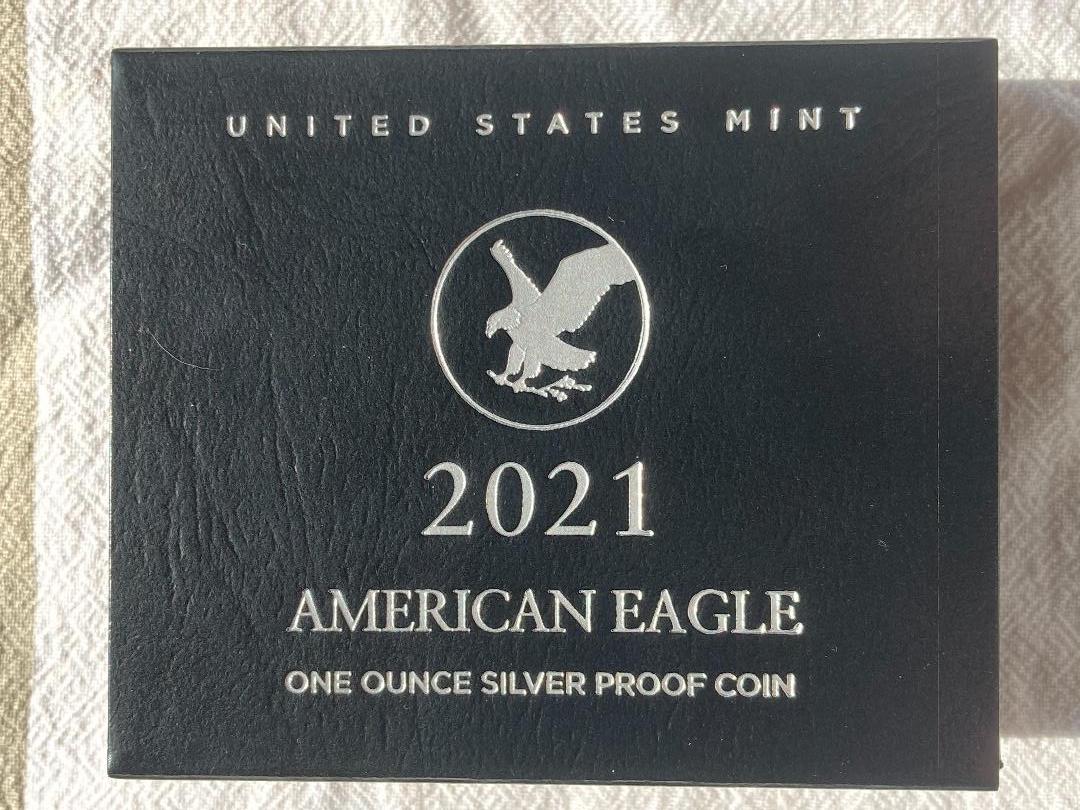 UNITED STATES MINT
2021
AMERICAN EAGLE
ONE OUNCE SILVER PROOF COIN